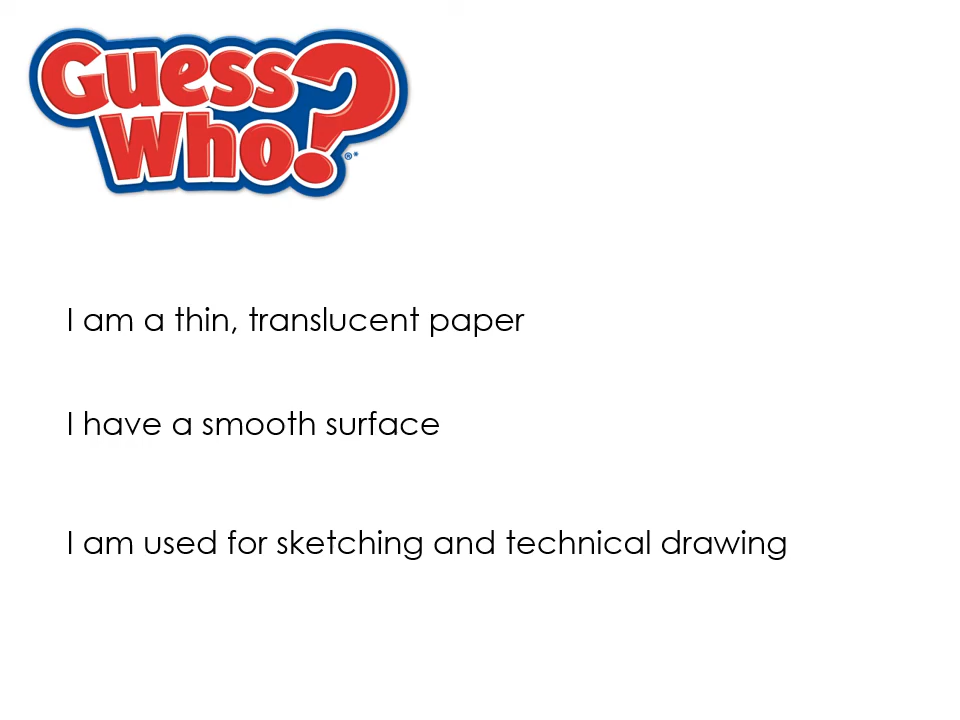 Guess
Who?
®*
I am a thin, translucent paper
I have a smooth surface
I am used for sketching and technical drawing